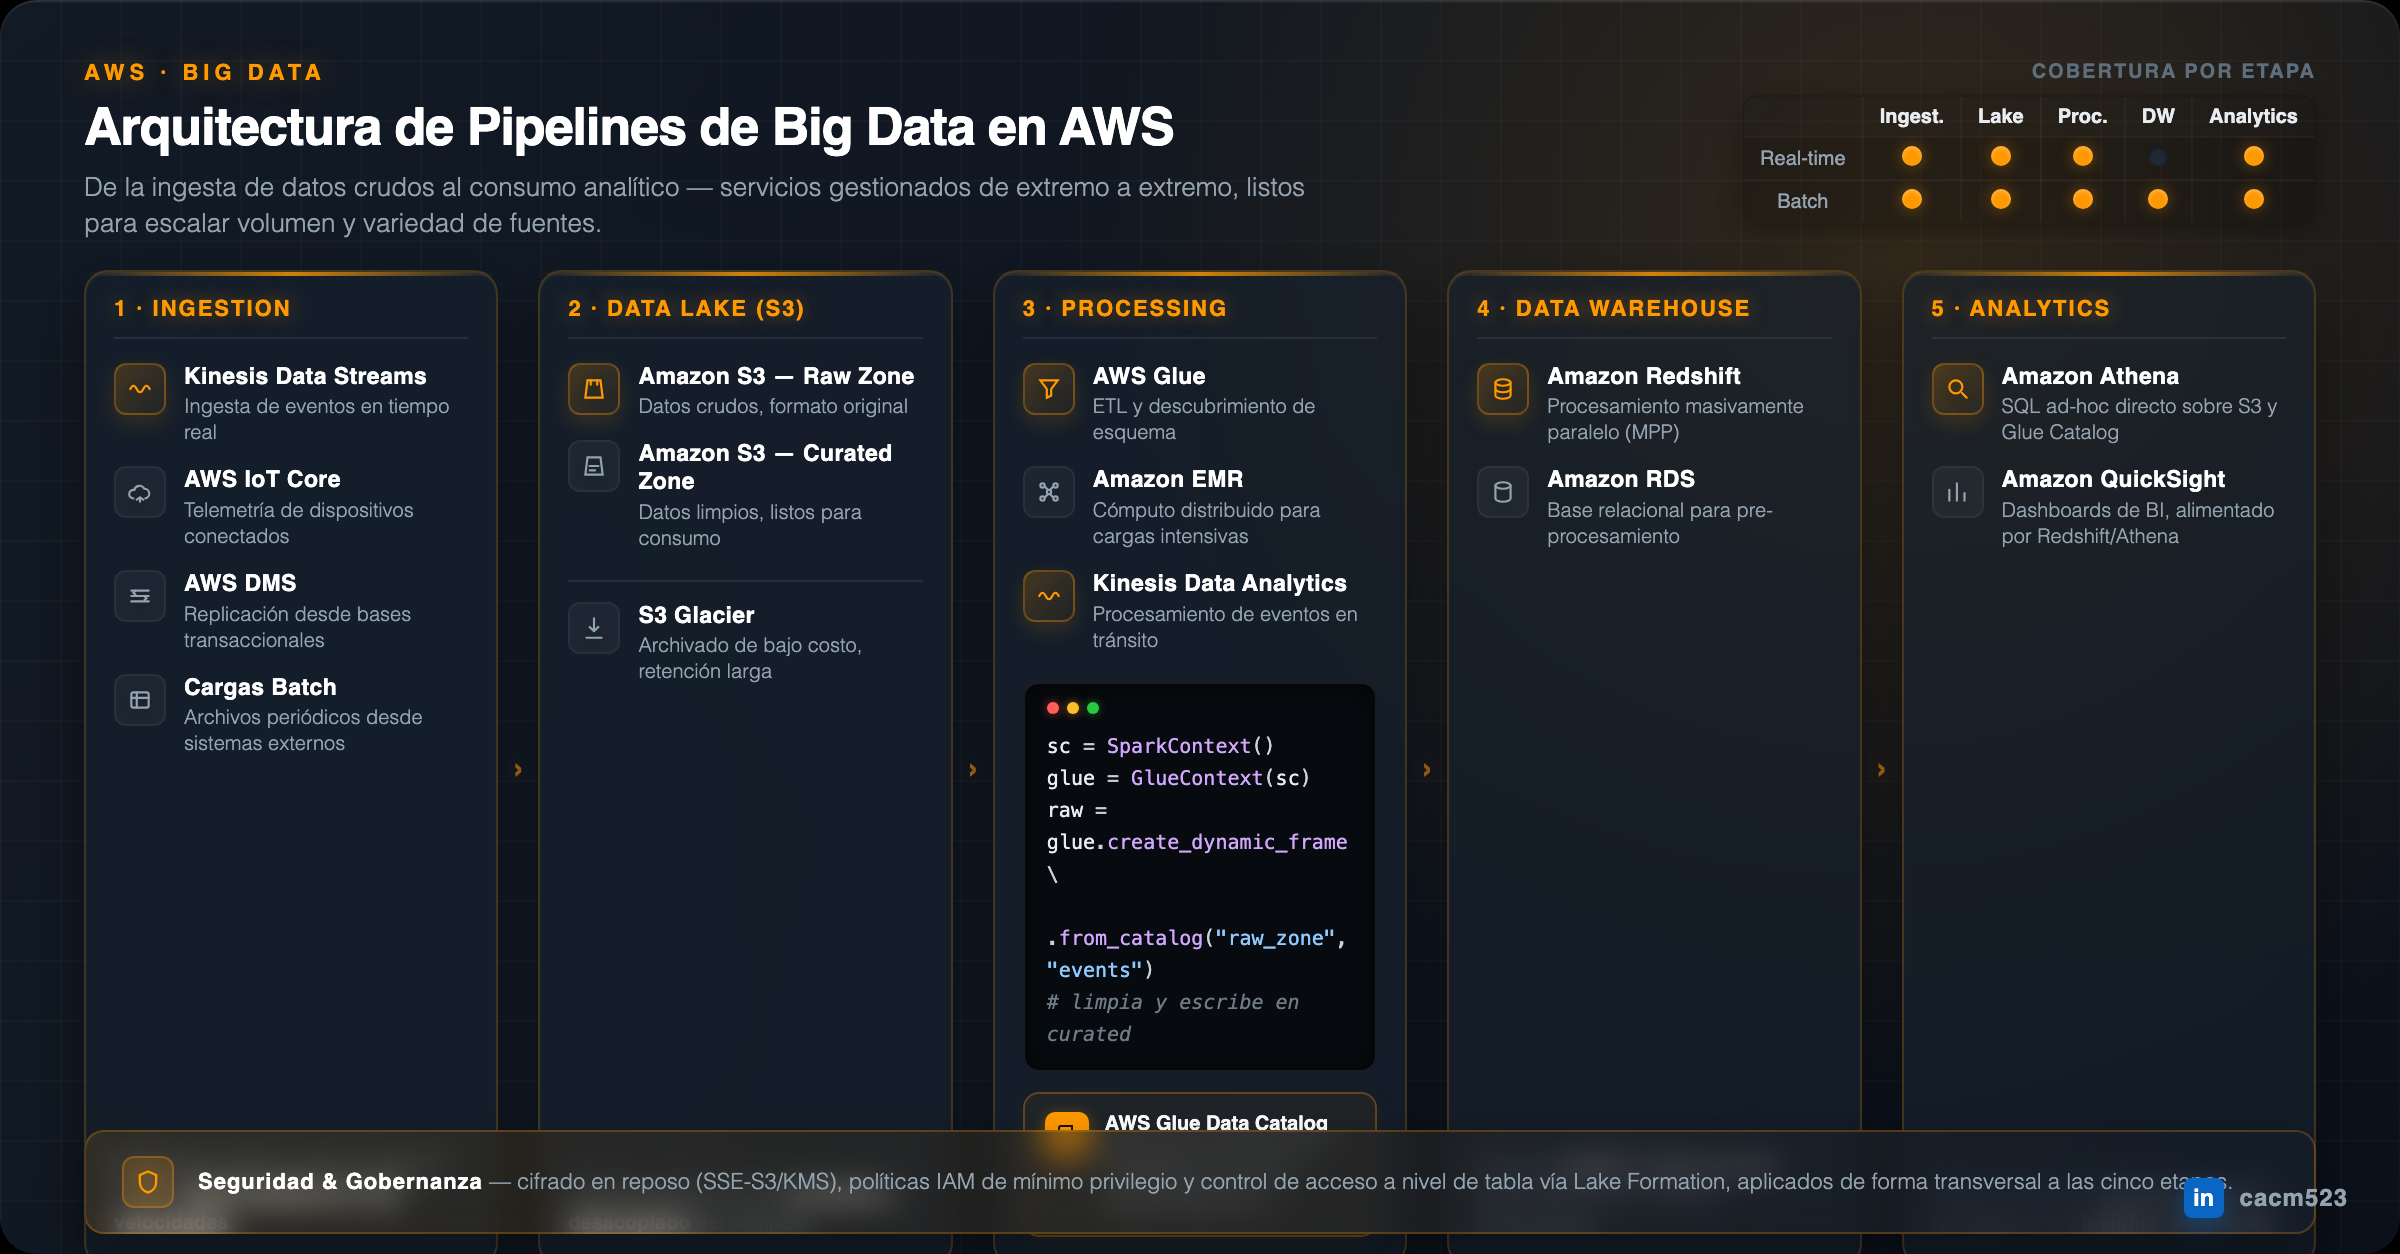 AWS · BIG DATA
Arquitectura de Pipelines de Big Data en AWS
De la ingesta de datos crudos al consumo analítico — servicios gestionados de extremo a extremo, listos
para escalar volumen y variedad de fuentes.
COBERTURA POR ETAPA
Ingest. Lake Proc. DW Analytics
Real-time
Batch
1 · INGESTION
Kinesis Data Streams
Ingesta de eventos en tiempo
real
AWS IoT Core
Telemetría de dispositivos
conectados
AWS DMS
Replicación desde bases
transaccionales
Cargas Batch
Archivos periódicos desde
sistemas externos
›
2 · DATA LAKE (S3)
Amazon S3 — Raw Zone
Datos crudos, formato original
Amazon S3 — Curated
Zone
Datos limpios, listos para
consumo
S3 Glacier
Archivado de bajo costo,
retención larga
›
3 · PROCESSING
AWS Glue
ETL y descubrimiento de
esquema
Amazon EMR
Cómputo distribuido para
cargas intensivas
Kinesis Data Analytics
Procesamiento de eventos en
tránsito
sc = SparkContext()
glue = GlueContext(sc)
raw =
glue.create_dynamic_frame
\
.from_catalog("raw_zone",
"events")
# limpia y escribe en
curated
AWS Glue Data Catalog
›
4 · DATA WAREHOUSE
Amazon Redshift
Procesamiento masivamente
paralelo (MPP)
Amazon RDS
Base relacional para pre-
procesamiento
›
5 · ANALYTICS
Amazon Athena
SQL ad-hoc directo sobre S3 y
Glue Catalog
Amazon QuickSight
Dashboards de BI, alimentado
por Redshift/Athena
Seguridad & Gobernanza — cifrado en reposo (SSE-S3/KMS), políticas IAM de mínimo privilegio y control de acceso a nivel de tabla vía Lake Formation, aplicados de forma transversal a las cinco etapas.
velocidades.
desacoplado
in cacm523